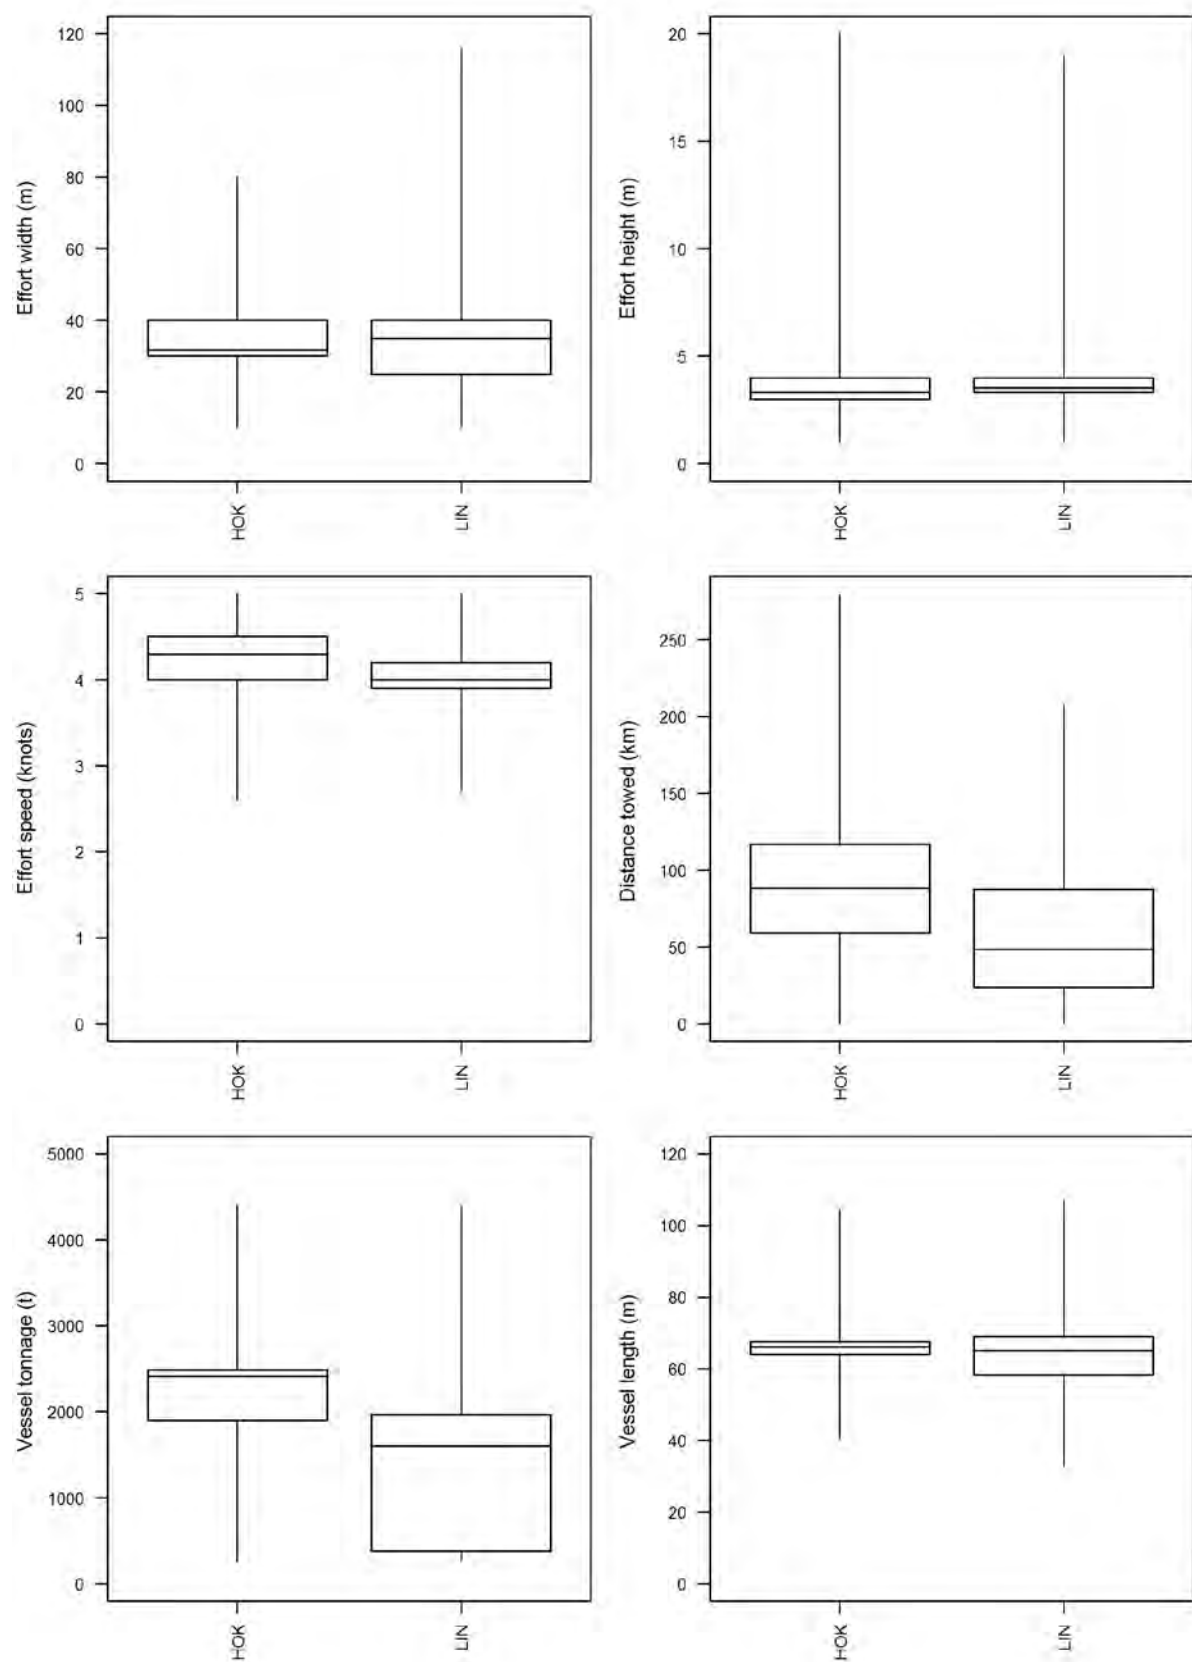 120
100
80
60
40
20
0
Effort width (m)
HOK
LIN
20
15
10
5
0
Effort height (m)
HOK
LIN
5
4
3
2
1
0
Effort speed (knots)
HOK
LIN
250
200
150
100
50
0
Distance towed (km)
HOK
LIN
5000
4000
3000
2000
1000
0
Vessel tonnage (t)
HOK
LIN
120
100
80
60
40
20
0
Vessel length (m)
HOK
LIN